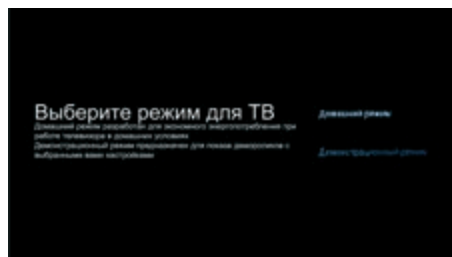 Выберите режим для ТВ
Домашний режим разработан для экономного энергопотребления при
работе телевизора в домашних условиях
Демонстрационный режим предназначен для показа видеороликов с
выбранными вами настройками
Домашний режим
Демонстрационный режим